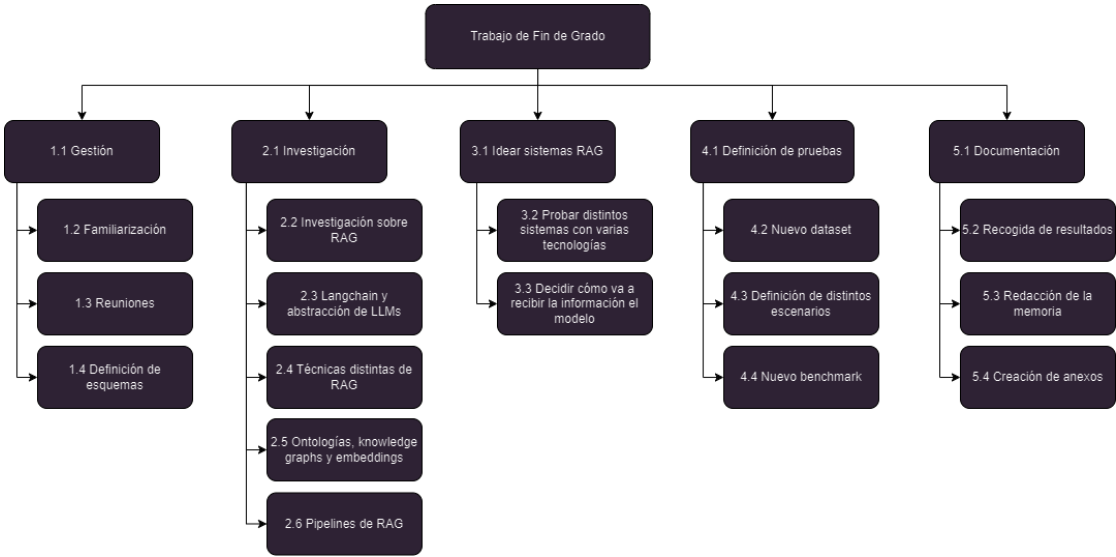 Trabajo de Fin de Grado
1.1 Gestión
1.2 Familiarización
1.3 Reuniones
1.4 Definición de
esquemas
2.1 Investigación
2.2 Investigación sobre
RAG
2.3 Langchain y
abstracción de LLMs
2.4 Técnicas distintas de
RAG
2.5 Ontologías, knowledge
graphs y embeddings
2.6 Pipelines de RAG
3.1 Idear sistemas RAG
3.2 Probar distintos
sistemas con varias
tecnologías
3.3 Decidir cómo va a
recibir la información el
modelo
4.1 Definición de pruebas
4.2 Nuevo dataset
4.3 Definición de distintos
escenarios
4.4 Nuevo benchmark
5.1 Documentación
5.2 Recogida de resultados
5.3 Redacción de la
memoria
5.4 Creación de anexos